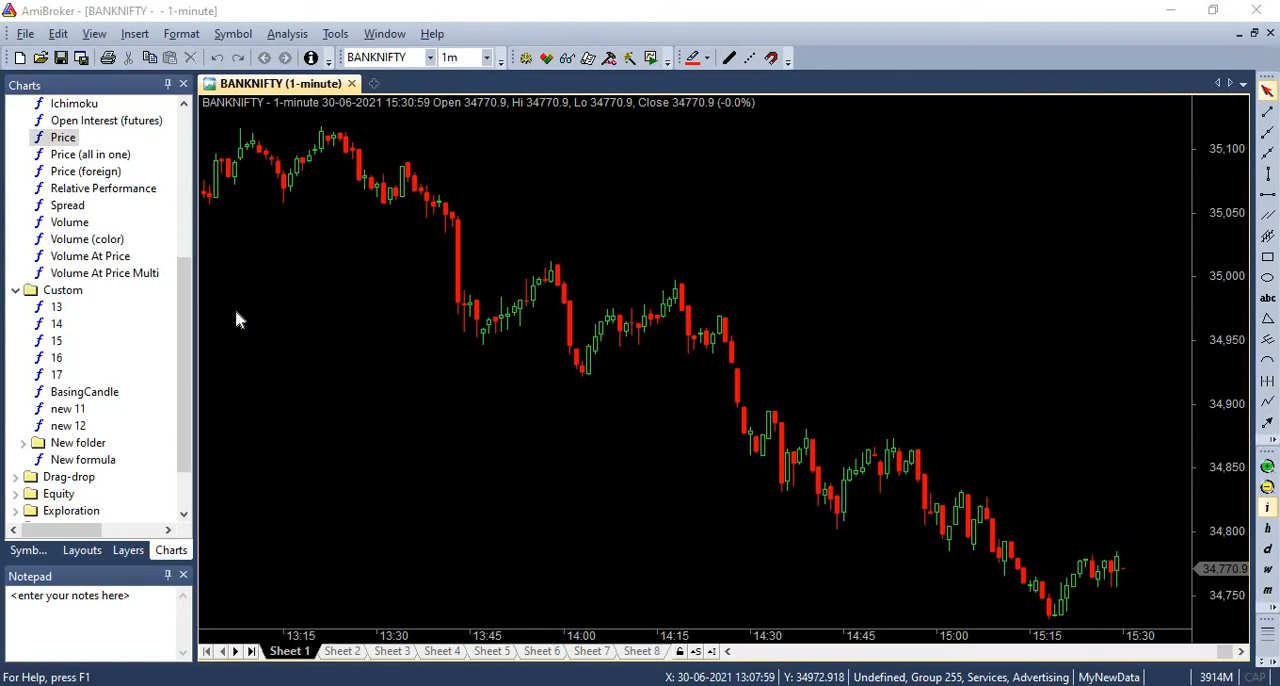 AmiBroker - [BANKNIFTY - - 1-minute]
File Edit View Insert Format Symbol Analysis Tools Window Help
BANKNIFTY 1m
Charts
BANKNIFTY (1-minute)
BANKNIFTY - 1-minute 30-06-2021 15:30:59 Open 34770.9, Hi 34770.9, Lo 34770.9, Close 34770.9 (-0.0%)
Ichimoku
Open Interest (futures)
Price
Price (all in one)
Price (foreign)
Relative Performance
Spread
Volume
Volume (color)
Volume At Price
Volume At Price Multi
Custom
13
14
15
16
17
BasingCandle
new 11
new 12
New folder
New formula
Drag-drop
Equity
Exploration
Symb... Layouts Layers Charts
Notepad
<enter your notes here>
35,100
35,050
35,000
34,950
34,900
34,850
34,800
34,770.9
34,750
13:15 13:30 13:45 14:00 14:15 14:30 14:45 15:00 15:15 15:30
Sheet 1 Sheet 2 Sheet 3 Sheet 4 Sheet 5 Sheet 6 Sheet 7 Sheet 8
abc
i
h
d
w
m
For Help, press F1
X: 30-06-2021 13:07:59 Y: 34972.918 Undefined, Group 255, Services, Advertising MyNewData 3914M CAP